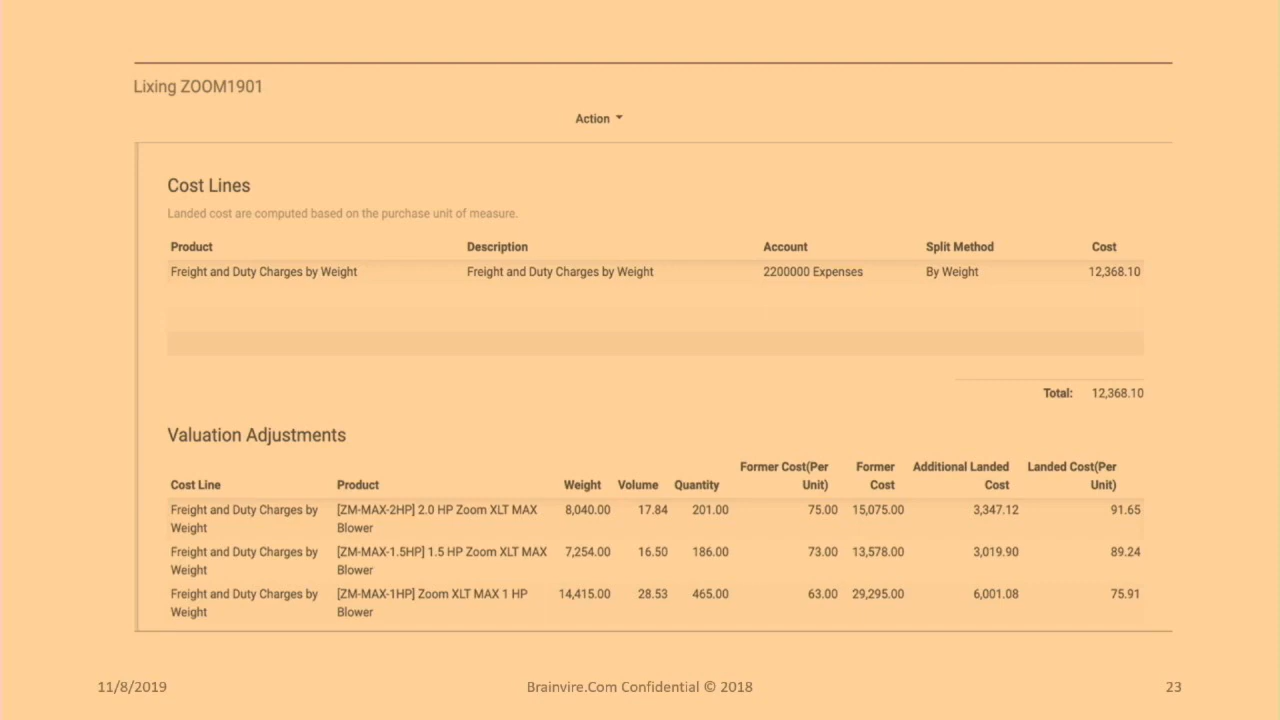 Lixing ZOOM1901
Action
Cost Lines
Landed cost are computed based on the purchase unit of measure.
Product Description Account Split Method Cost
Freight and Duty Charges by Weight Freight and Duty Charges by Weight 2200000 Expenses By Weight 12,368.10
Total: 12,368.10
Valuation Adjustments
Former Cost(Per Former Additional Landed Landed Cost(Per
Cost Line Product Weight Volume Quantity Unit) Cost Cost Unit)
Freight and Duty Charges by [ZM-MAX-2HP] 2.0 HP Zoom XLT MAX 8,040.00 17.84 201.00 75.00 15,075.00 3,347.12 91.65
Weight Blower
Freight and Duty Charges by [ZM-MAX-1.5HP] 1.5 HP Zoom XLT MAX 7,254.00 16.50 186.00 73.00 13,578.00 3,019.90 89.24
Weight Blower
Freight and Duty Charges by [ZM-MAX-1HP] Zoom XLT MAX 1 HP 14,415.00 28.53 465.00 63.00 29,295.00 6,001.08 75.91
Weight Blower
11/8/2019 Brainvire.Com Confidential © 2018 23